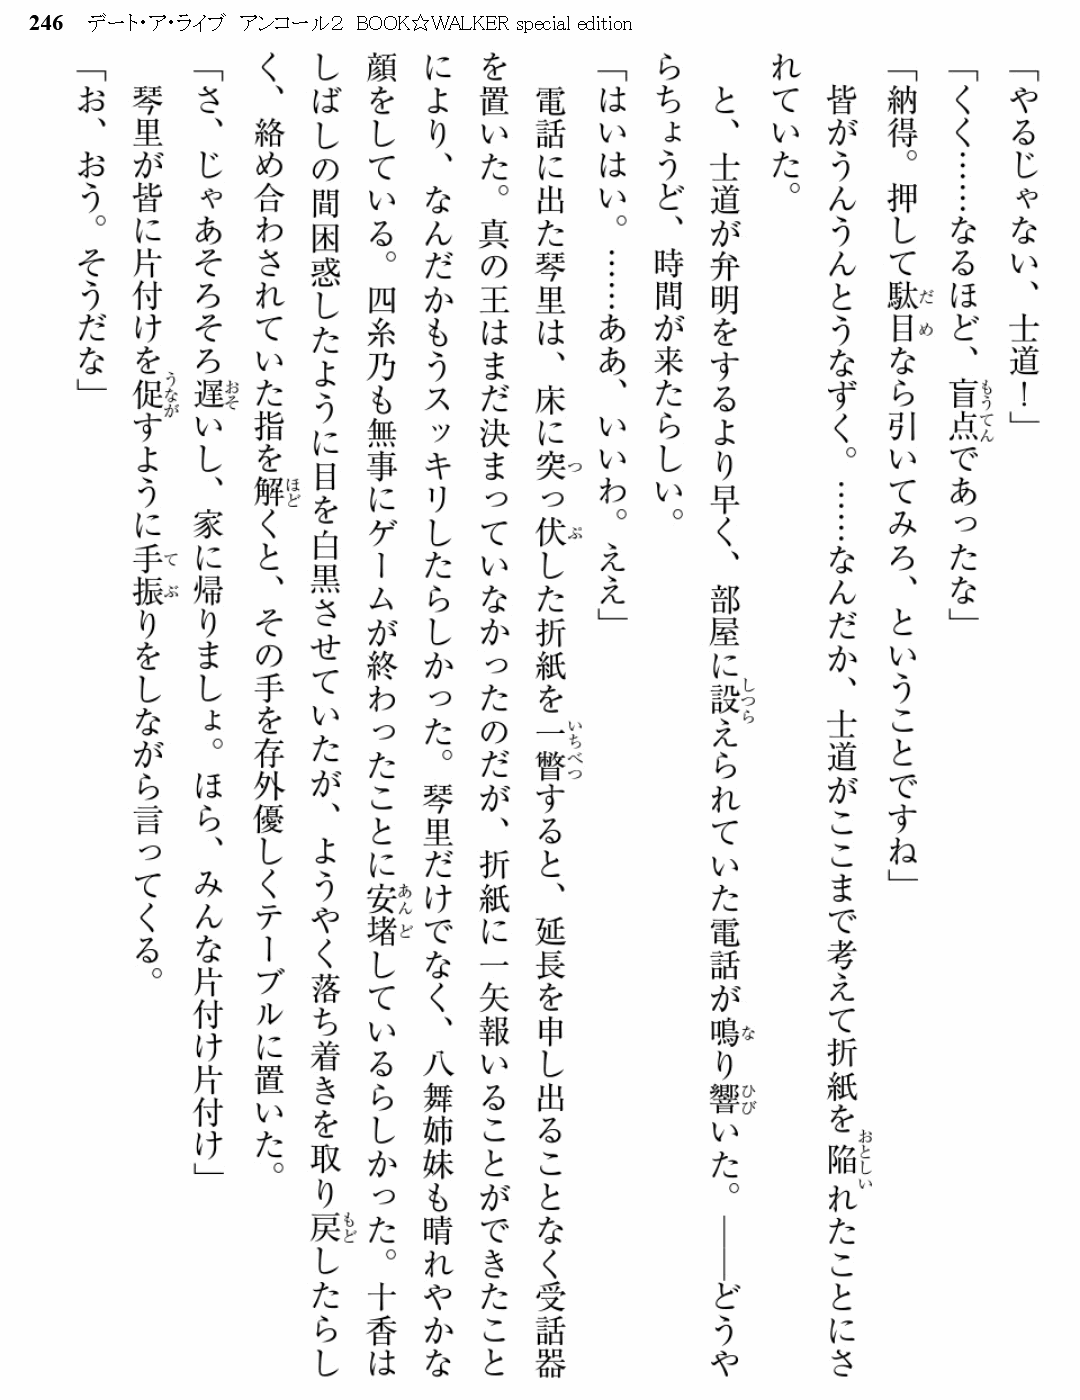 246 デート・ア・ライブ アンコール2 BOOK☆WALKER special edition
「やるじゃない、士道！」
「くく……なるほど、盲点であったな」
「納得。押して駄目なら引いてみろ、ということですね」
皆がうんうんとうなずく。……なんだか、士道がここまで考えて折紙を陥れたことにさ
れていた。
と、士道が弁明をするより早く、部屋に設えられていた電話が鳴り響いた。――どうや
らちょうど、時間が来たらしい。
「はいはい。……ああ、いいわ。ええ」
電話に出た琴里は、床に突っ伏した折紙を一瞥すると、延長を申し出ることなく受話器
を置いた。真の王はまだ決まっていなかったのだが、折紙に一矢報いることができたこと
により、なんだかもうスッキリしたらしかった。琴里だけでなく、八舞姉妹も晴れやかな
顔をしている。四糸乃も無事にゲームが終わったことに安堵しているらしかった。十香は
しばしの間困惑したように目を白黒させていたが、ようやく落ち着きを取り戻したらし
く、絡め合わされていた指を解くと、その手を存外優しくテーブルに置いた。
「さ、じゃあそろそろ遅いし、家に帰りましょ。ほら、みんな片付け片付け」
琴里が皆に片付けを促すように手振りをしながら言ってくる。
「お、おう。そうだな」